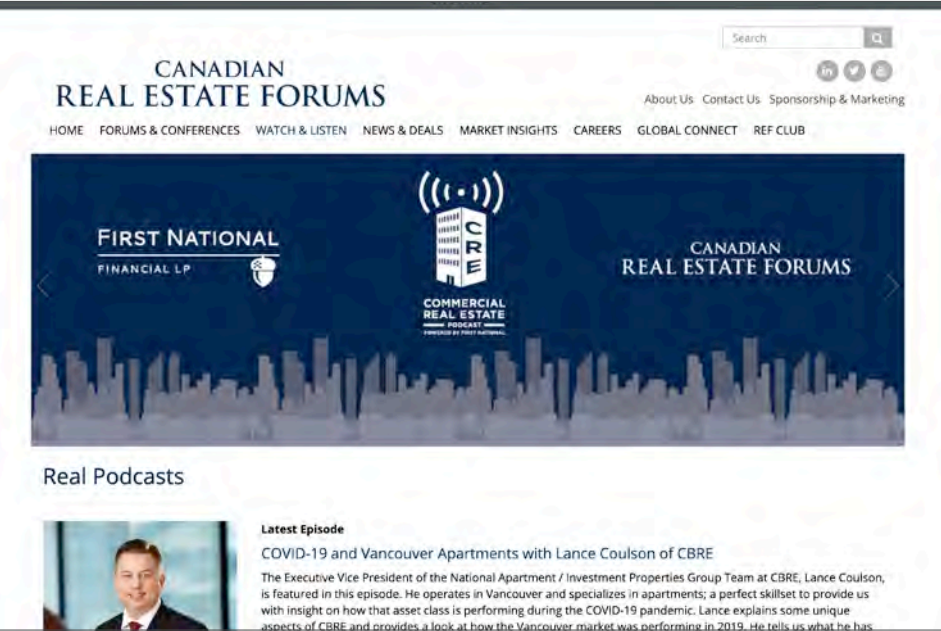 Search
CANADIAN
REAL ESTATE FORUMS
About Us Contact Us Sponsorship & Marketing
HOME FORUMS & CONFERENCES WATCH & LISTEN NEWS & DEALS MARKET INSIGHTS CAREERS GLOBAL CONNECT REF CLUB
FIRST NATIONAL
FINANCIAL LP
CRE
COMMERCIAL
REAL ESTATE
PODCAST
POWERED BY FIRST NATIONAL
CANADIAN
REAL ESTATE FORUMS
Real Podcasts
Latest Episode
COVID-19 and Vancouver Apartments with Lance Coulson of CBRE
The Executive Vice President of the National Apartment / Investment Properties Group Team at CBRE, Lance Coulson,
is featured in this episode. He operates in Vancouver and specializes in apartments; a perfect skillset to provide us
with insight on how that asset class is performing during the COVID-19 pandemic. Lance explains some unique
aspects of CBRE and provides a look at how the Vancouver market was performing in 2019. He tells us what he has